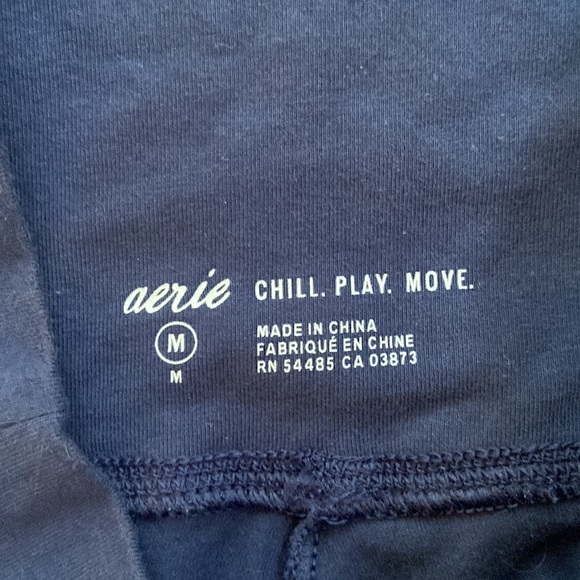 aerie CHILL. PLAY. MOVE.
M
M
MADE IN CHINA
FABRIQUÉ EN CHINE
RN 54485 CA 03873